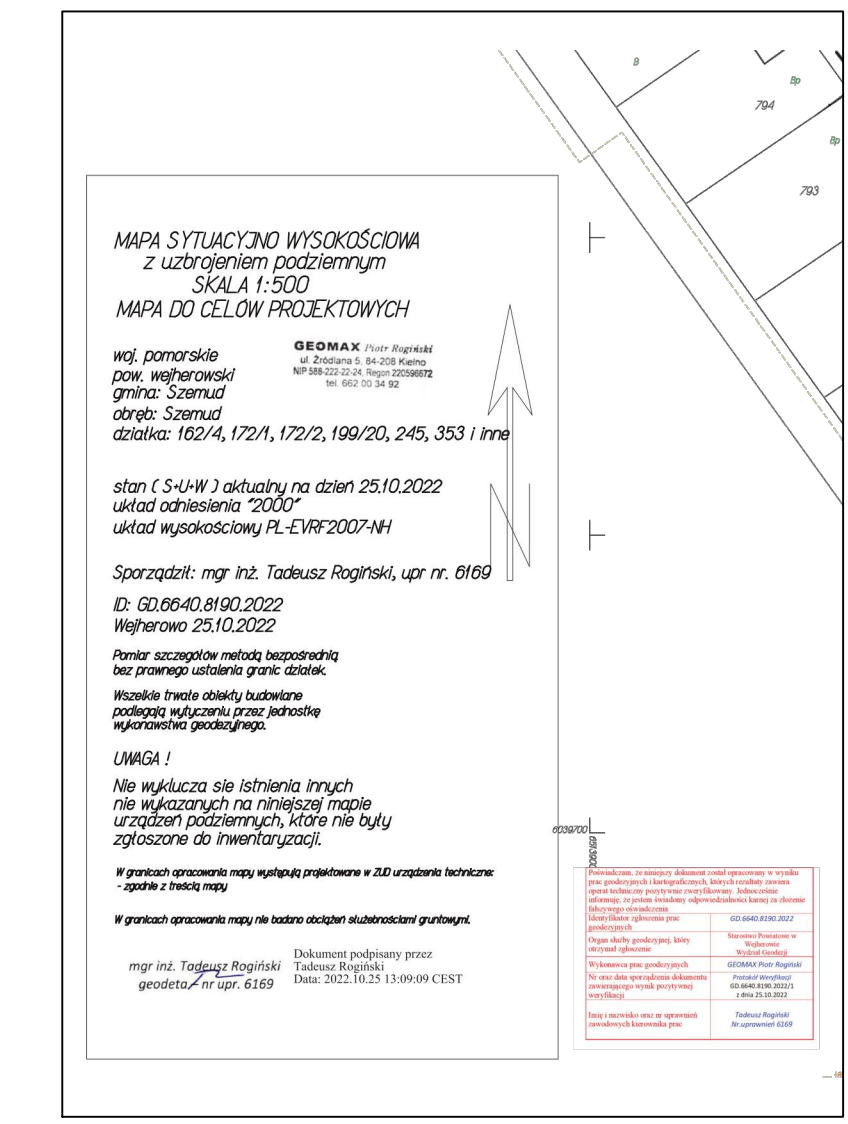 B
Bp
794
Bp
793
MAPA SYTUACYJNO WYSOKOŚCIOWA
z uzbrojeniem podziemnym
SKALA 1:500
MAPA DO CELÓW PROJEKTOWYCH
GEOMAX Piotr Rogiński
ul. Źródlana 5, 84-208 Kielno
NIP 588-222-22-24, Regon 220596672
tel. 662 00 34 92
woj. pomorskie
pow. wejherowski
gmina: Szemud
obręb: Szemud
działka: 162/4, 172/1, 172/2, 199/20, 245, 353 i inne
stan ( S+U+W ) aktualny na dzień 25.10.2022
układ odniesienia "2000"
układ wysokościowy PL-EVRF2007-NH
Sporządził: mgr inż. Tadeusz Rogiński, upr nr. 6169
ID: GD.6640.8190.2022
Wejherowo 25.10.2022
Pomiar szczegółów metodą bezpośrednią
bez prawnego ustalenia granic działek.
Wszelkie trwałe obiekty budowlane
podlegają wytyczeniu przez jednostkę
wykonawstwa geodezyjnego.
UWAGA !
Nie wyklucza sie istnienia innych
nie wykazanych na niniejszej mapie
urządzeń podziemnych, które nie były
zgłoszone do inwentaryzacji.
W granicach opracowania mapy występują projektowane w ZUD urządzenia techniczne:
- zgodnie z treścią mapy
W granicach opracowania mapy nie badano obciążeń służebnościami gruntowymi.
mgr inż. Tadeusz Rogiński
geodeta nr upr. 6169
Dokument podpisany przez
Tadeusz Rogiński
Data: 2022.10.25 13:09:09 CEST
6039700
6513900
Poświadczam, że niniejszy dokument został opracowany w wyniku
prac geodezyjnych i kartograficznych, których rezultaty zawiera
operat techniczny pozytywnie zweryfikowany. Jednocześnie
informuję, że jestem świadomy odpowiedzialności karnej za złożenie
fałszywego oświadczenia
Identyfikator zgłoszenia prac
geodezyjnych
GD.6640.8190.2022
Organ służby geodezyjnej, który
otrzymał zgłoszenie
Starostwo Powiatowe w
Wejherowie
Wydział Geodezji
Wykonawca prac geodezyjnych
GEOMAX Piotr Rogiński
Nr oraz data sporządzenia dokumentu
zawierającego wynik pozytywnej
weryfikacji
Protokół Weryfikacji
GD.6640.8190.2022/1
z dnia 25.10.2022
Imię i nazwisko oraz nr uprawnień
zawodowych kierownika prac
Tadeusz Rogiński
Nr.uprawnień 6169